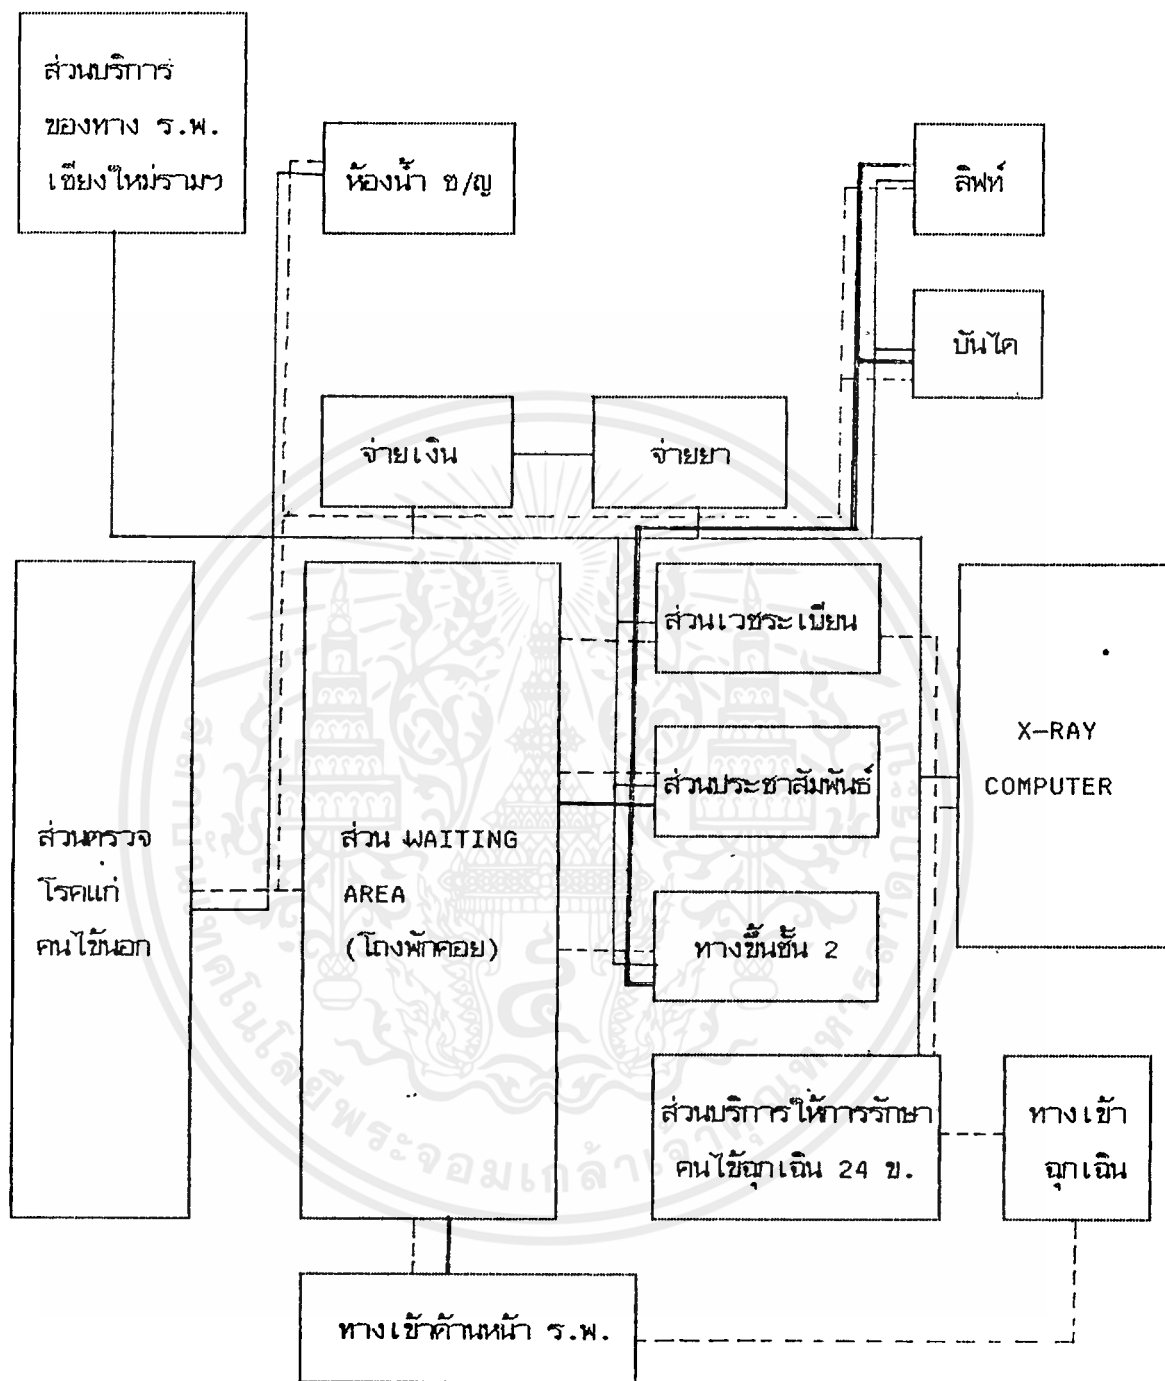 ส่วนบริการ
ของทาง ร.พ.
เชียงใหม่รามฯ
ห้องน้ำ ช/ญ
ลิฟท์
บันได
จ่ายเงิน
จ่ายยา
ส่วนตรวจ
โรคแก่
คนไข้นอก
ส่วน WAITING
AREA
(โถงพักคอย)
ส่วนเวชระเบียน
ส่วนประชาสัมพันธ์
ทางขึ้นชั้น 2
X-RAY
COMPUTER
ส่วนบริการให้การรักษา
คนไข้ฉุกเฉิน 24 ช.
ทางเข้า
ฉุกเฉิน
ทางเข้าด้านหน้า ร.พ.